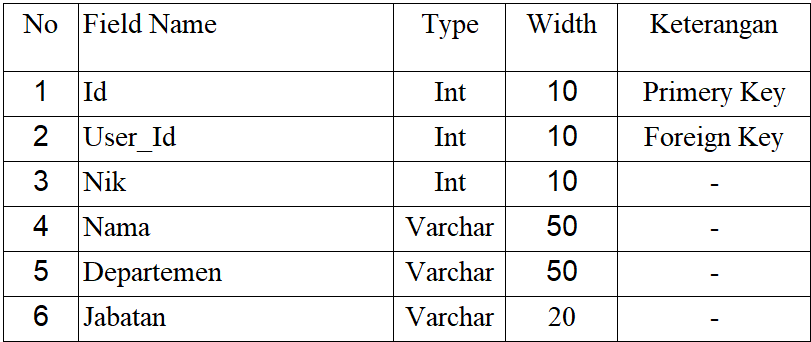 No Field Name Type Width Keterangan
1 Id Int 10 Primery Key
2 User_Id Int 10 Foreign Key
3 Nik Int 10 -
4 Nama Varchar 50 -
5 Departemen Varchar 50 -
6 Jabatan Varchar 20 -